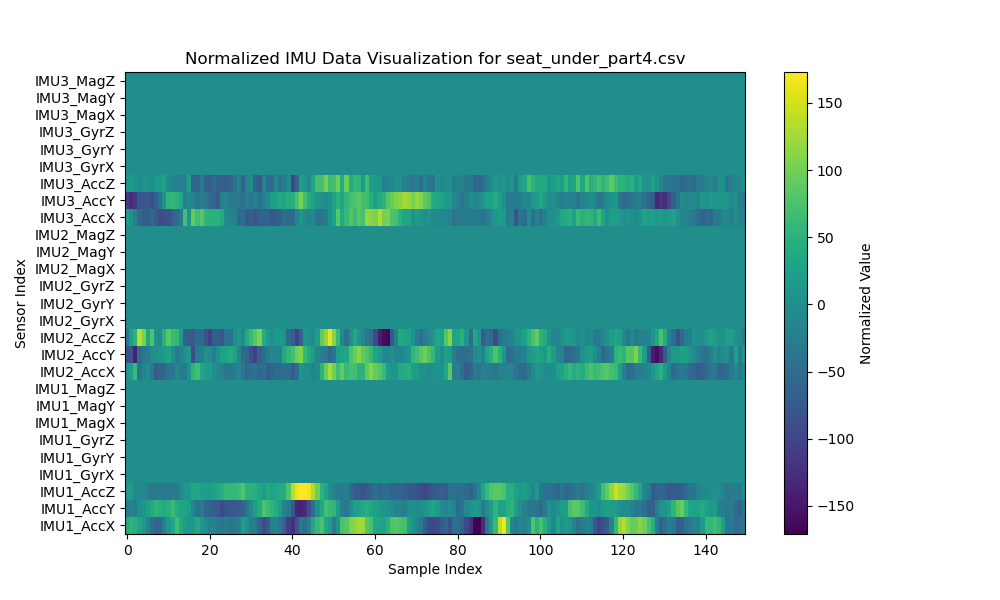 Normalized IMU Data Visualization for seat_under_part4.csv
IMU3_MagZ
IMU3_MagY
IMU3_MagX
IMU3_GyrZ
IMU3_GyrY
IMU3_GyrX
IMU3_AccZ
IMU3_AccY
IMU3_AccX
IMU2_MagZ
IMU2_MagY
IMU2_MagX
IMU2_GyrZ
IMU2_GyrY
IMU2_GyrX
IMU2_AccZ
IMU2_AccY
IMU2_AccX
IMU1_MagZ
IMU1_MagY
IMU1_MagX
IMU1_GyrZ
IMU1_GyrY
IMU1_GyrX
IMU1_AccZ
IMU1_AccY
IMU1_AccX
Sensor Index
0 20 40 60 80 100 120 140
Sample Index
150
100
50
0
−50
−100
−150
Normalized Value